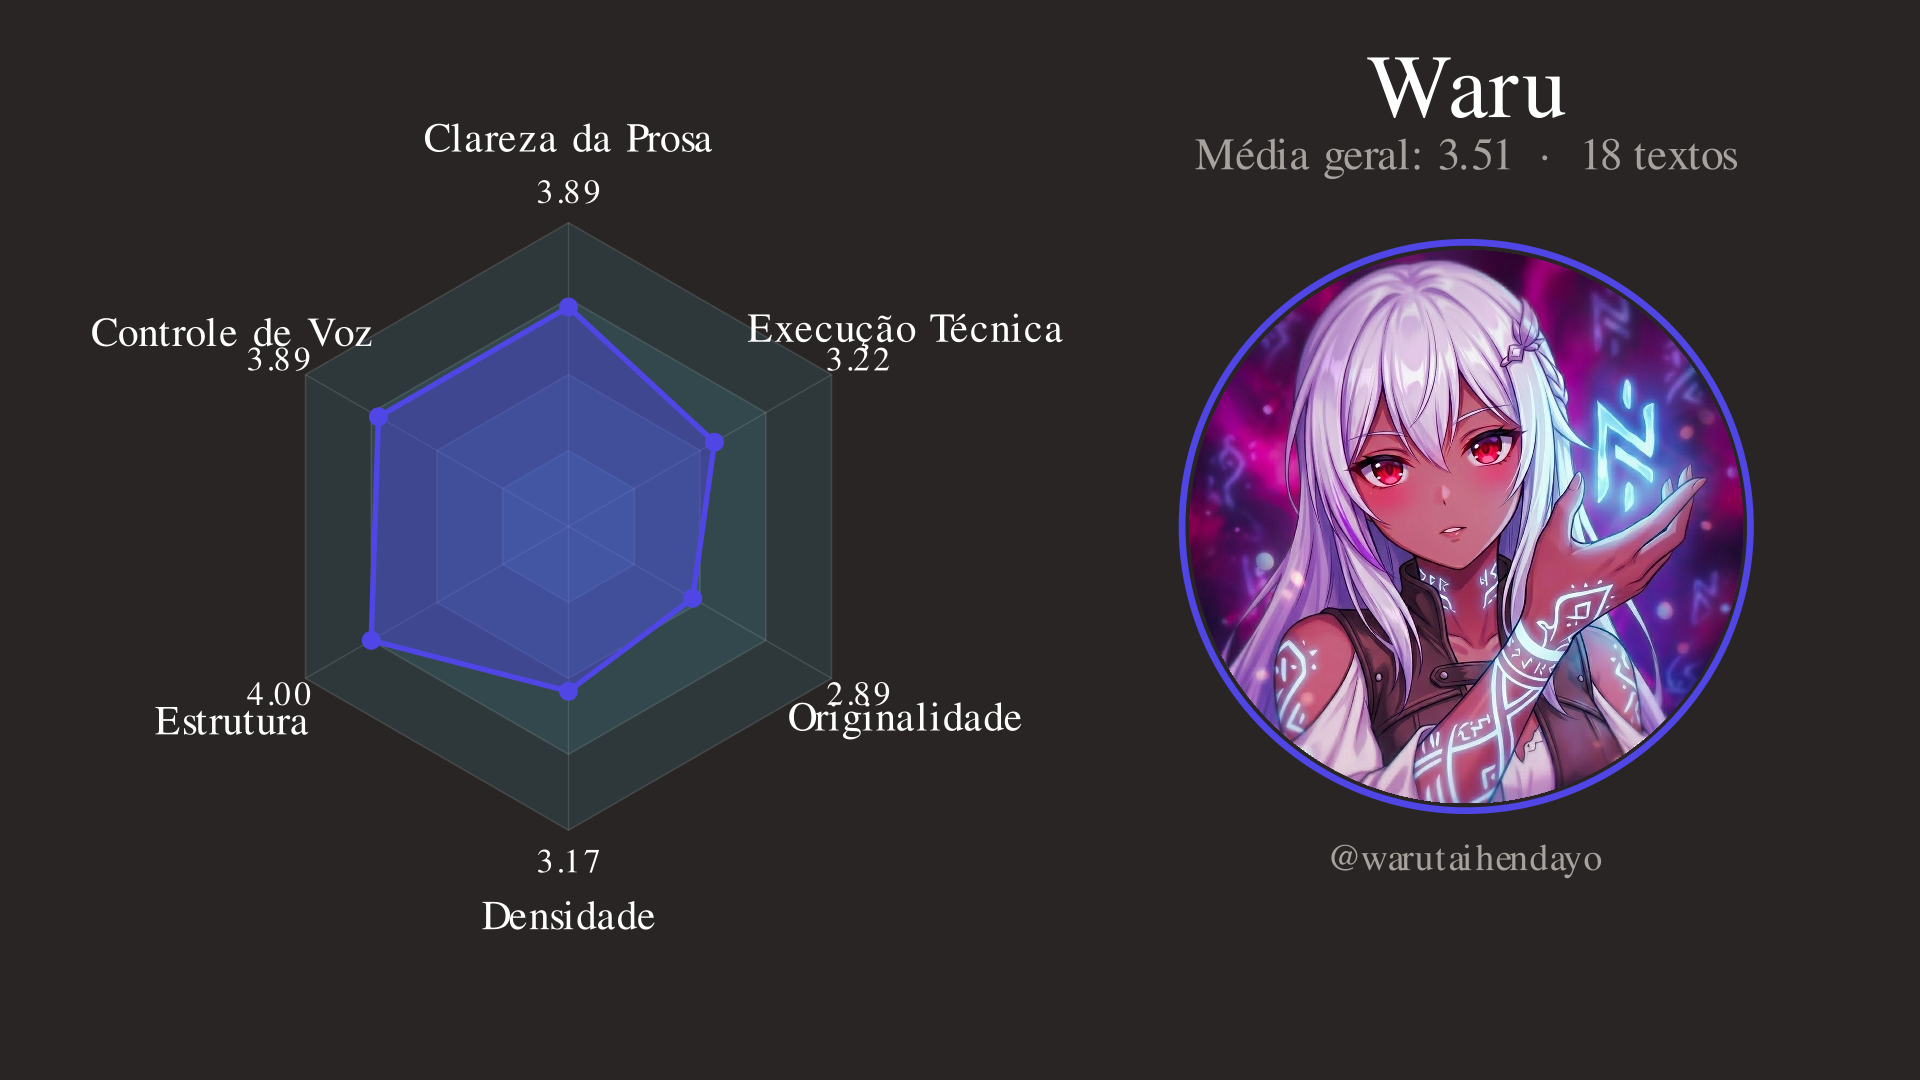 Waru
Média geral: 3.51 · 18 textos
Clareza da Prosa
3.89
Controle de Voz
3.89
Execução Técnica
3.22
4.00
Estrutura
2.89
Originalidade
3.17
Densidade
@warutaihendayo